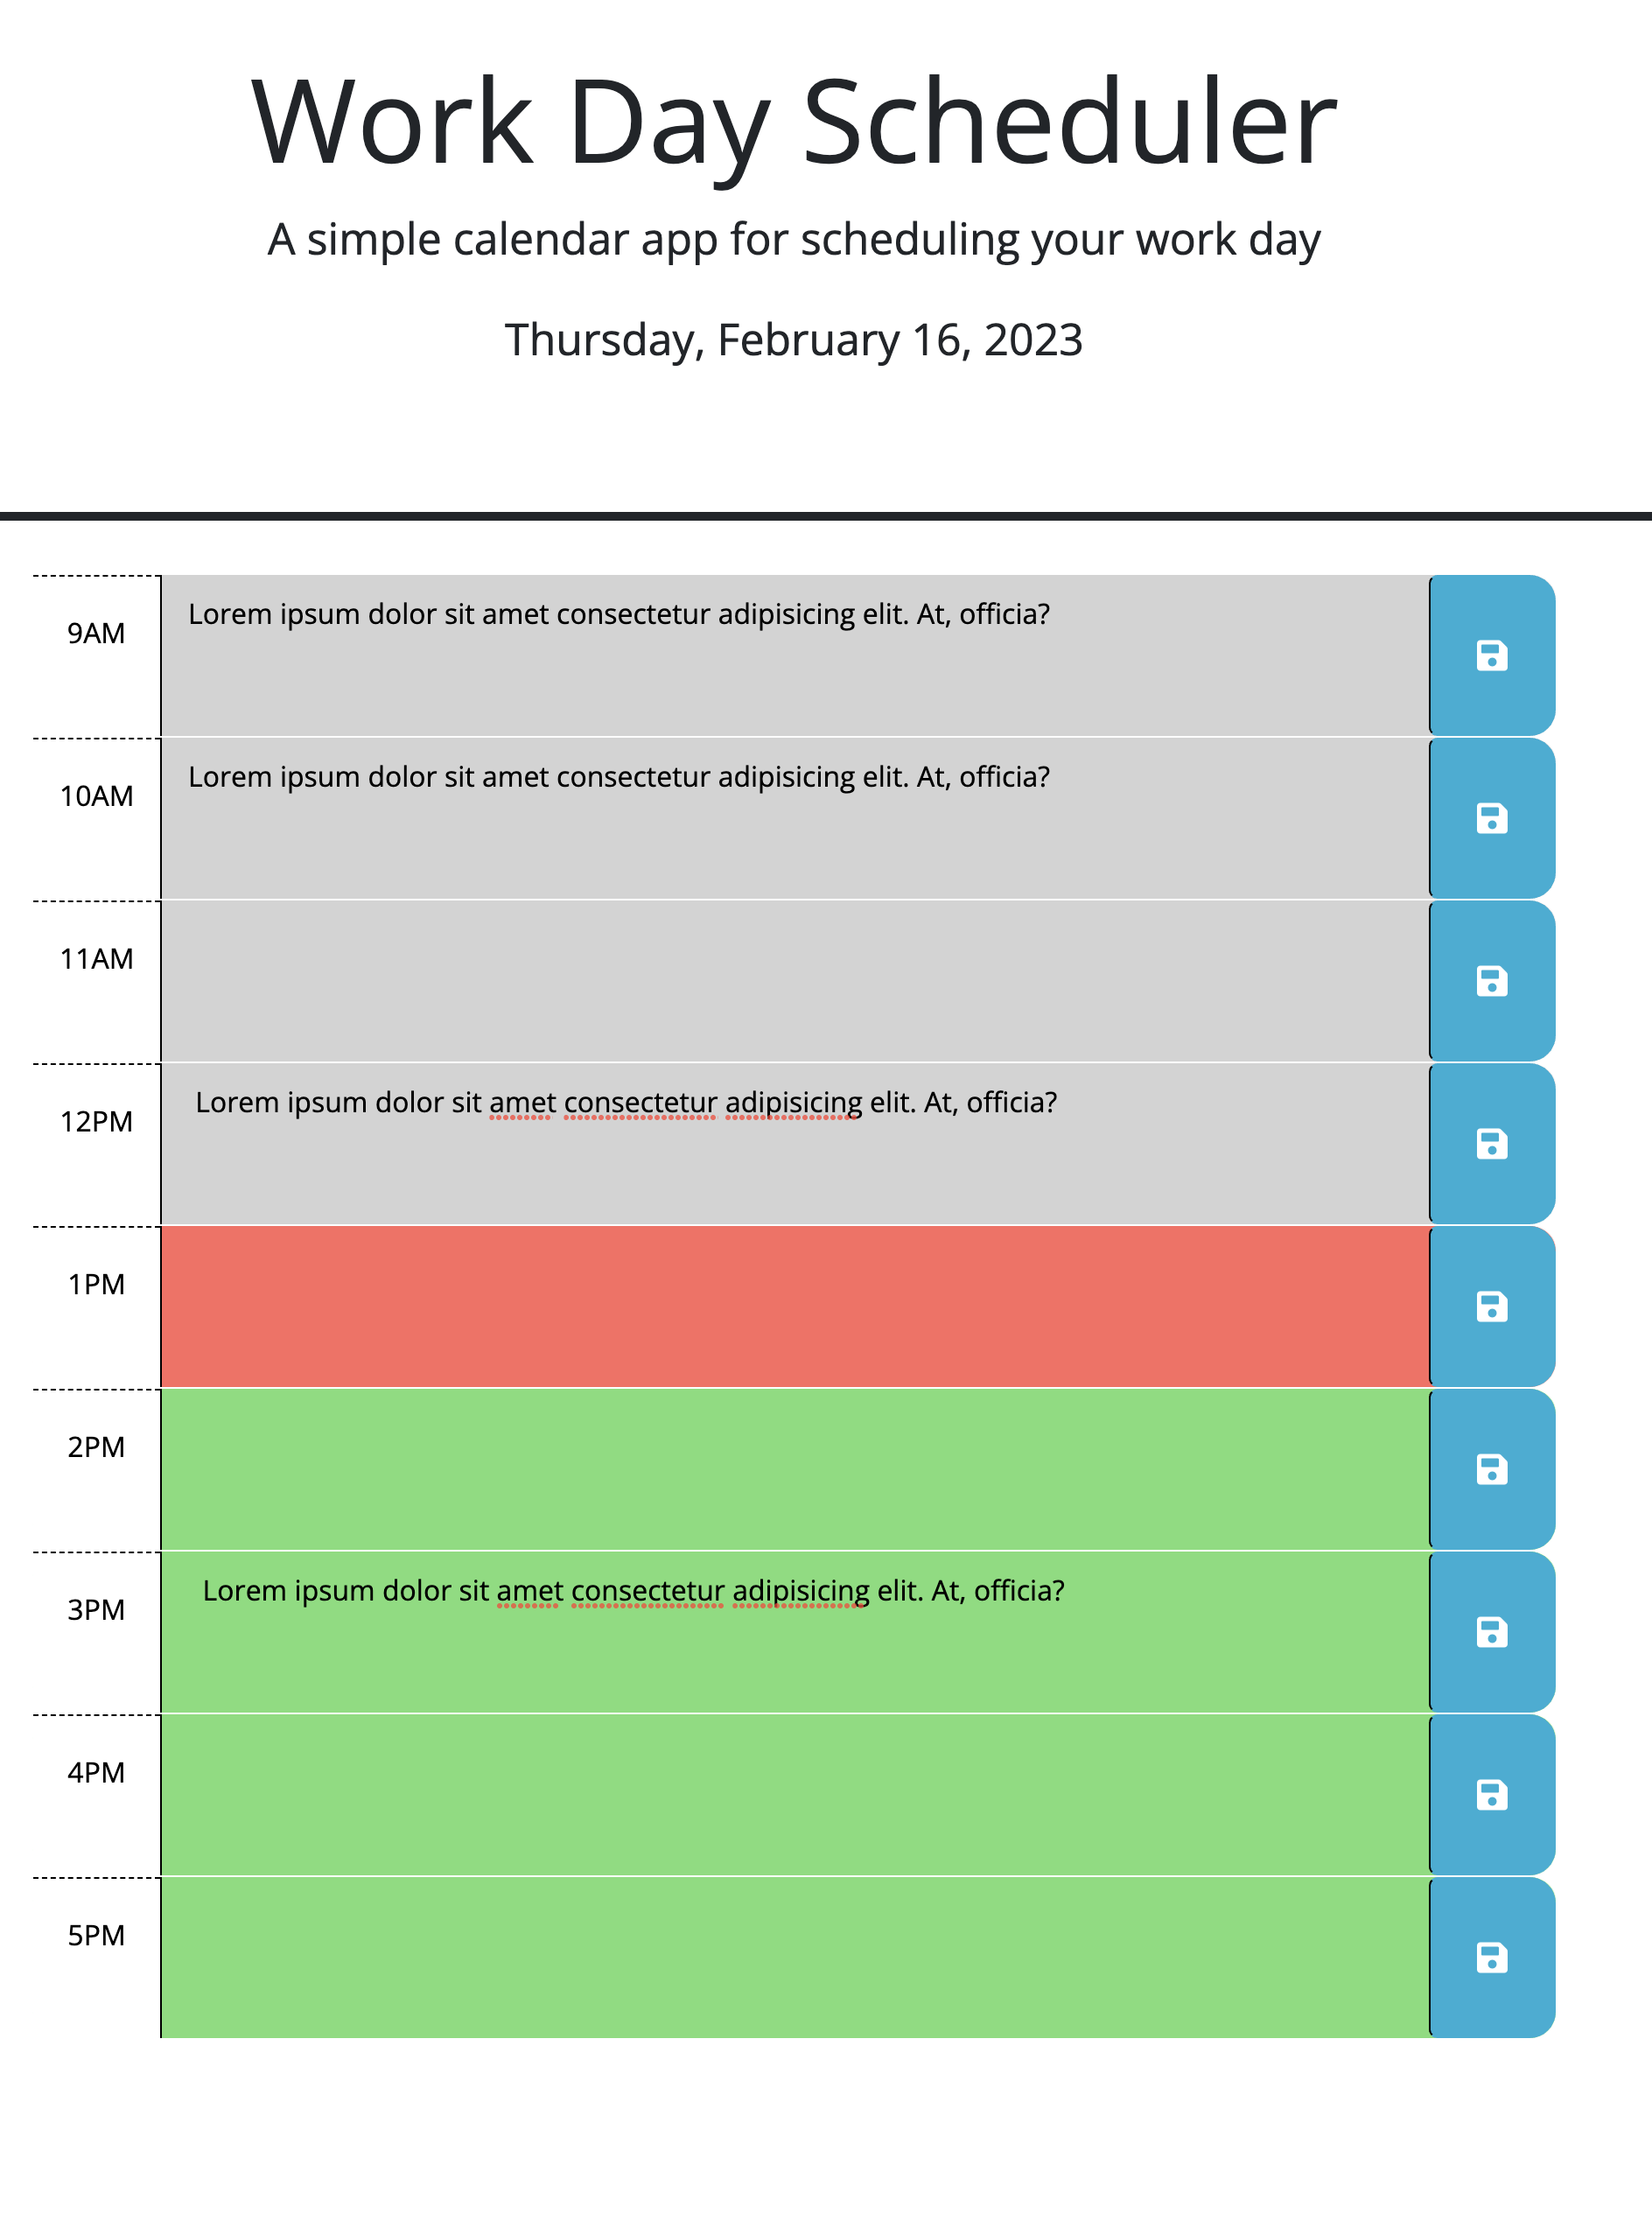 Work Day Scheduler
A simple calendar app for scheduling your work day
Thursday, February 16, 2023
9AM
Lorem ipsum dolor sit amet consectetur adipisicing elit. At, officia?
10AM
Lorem ipsum dolor sit amet consectetur adipisicing elit. At, officia?
11AM
12PM
Lorem ipsum dolor sit amet consectetur adipisicing elit. At, officia?
1PM
2PM
3PM
Lorem ipsum dolor sit amet consectetur adipisicing elit. At, officia?
4PM
5PM